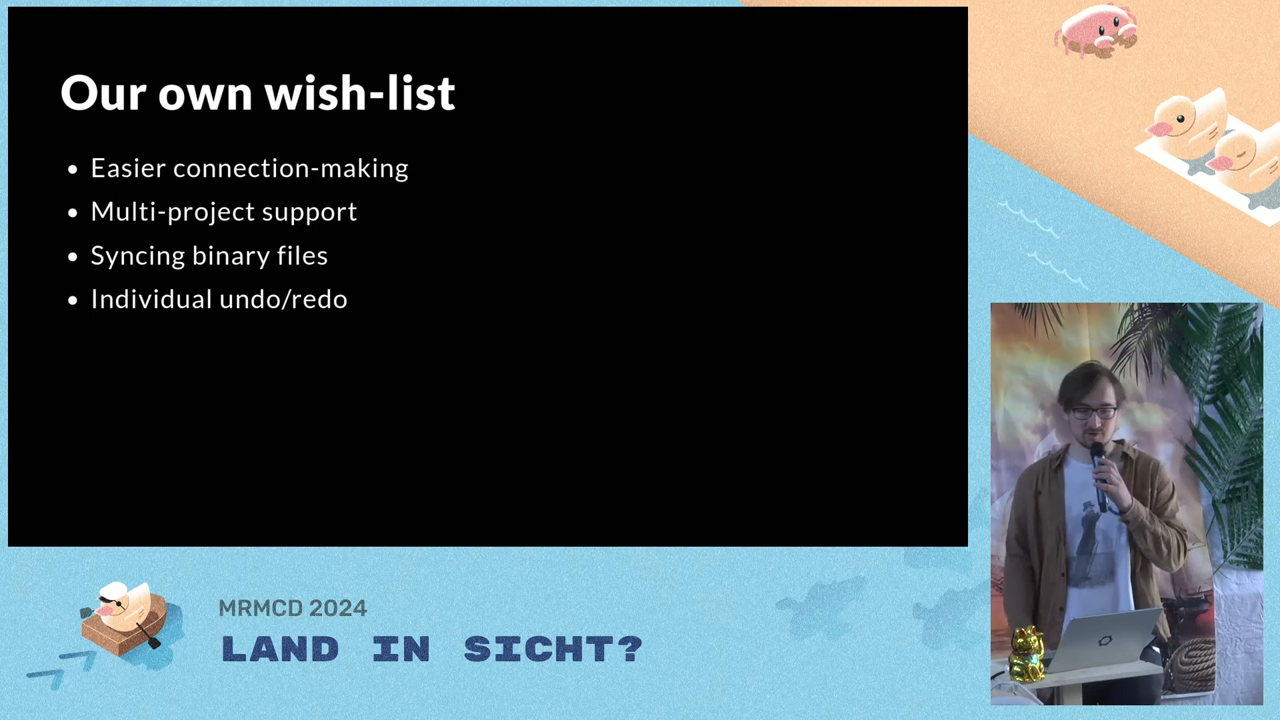 Our own wish-list
• Easier connection-making
• Multi-project support
• Syncing binary files
• Individual undo/redo
MRMCD 2024
LAND IN SICHT?